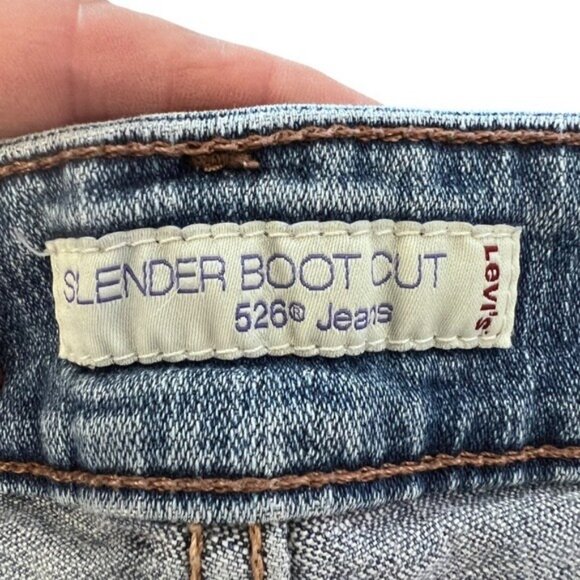 SLENDER BOOT CUT
526® Jeans
LEVI'S